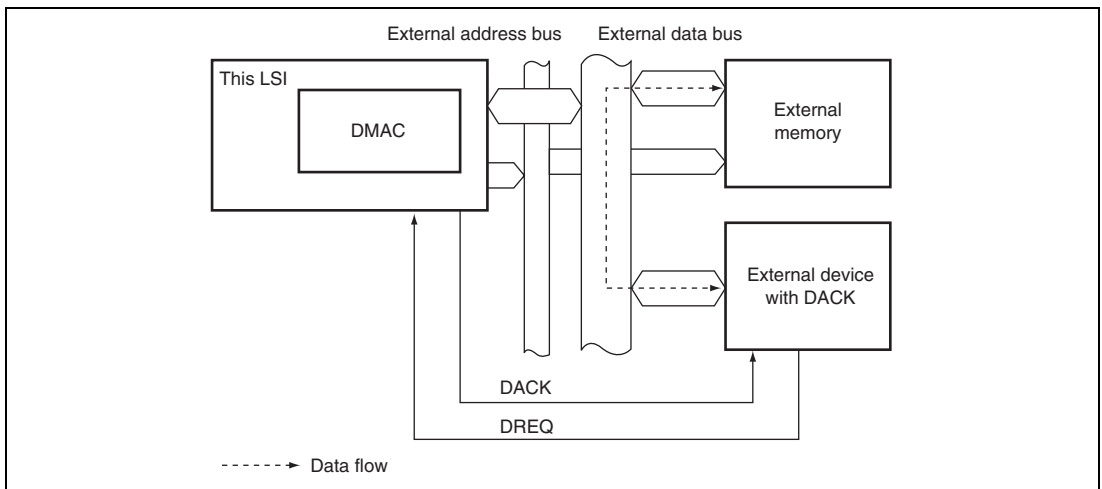 External address bus
External data bus
This LSI
DMAC
External
memory
External device
with DACK
DACK
DREQ
Data flow